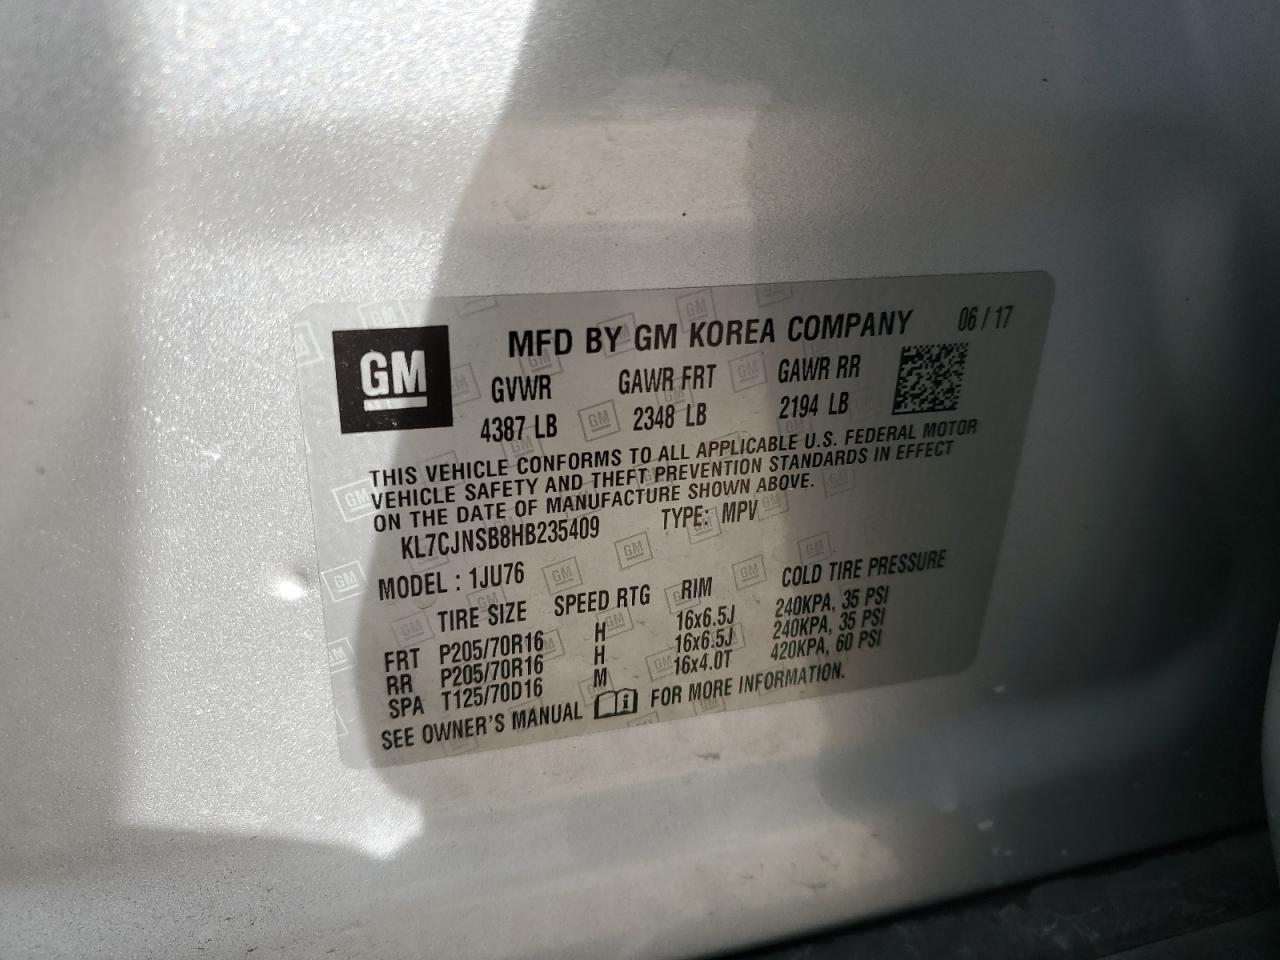 GM
MFD BY GM KOREA COMPANY 06 / 17
GVWR GAWR FRT GAWR RR
4387 LB 2348 LB 2194 LB
THIS VEHICLE CONFORMS TO ALL APPLICABLE U.S. FEDERAL MOTOR
VEHICLE SAFETY AND THEFT PREVENTION STANDARDS IN EFFECT
ON THE DATE OF MANUFACTURE SHOWN ABOVE.
KL7CJNSB8HB235409 TYPE: MPV
MODEL : 1JU76
TIRE SIZE SPEED RTG RIM COLD TIRE PRESSURE
FRT P205/70R16 H 16x6.5J 240KPA, 35 PSI
RR P205/70R16 H 16x6.5J 240KPA, 35 PSI
SPA T125/70D16 M 16x4.0T 420KPA, 60 PSI
SEE OWNER'S MANUAL i FOR MORE INFORMATION.